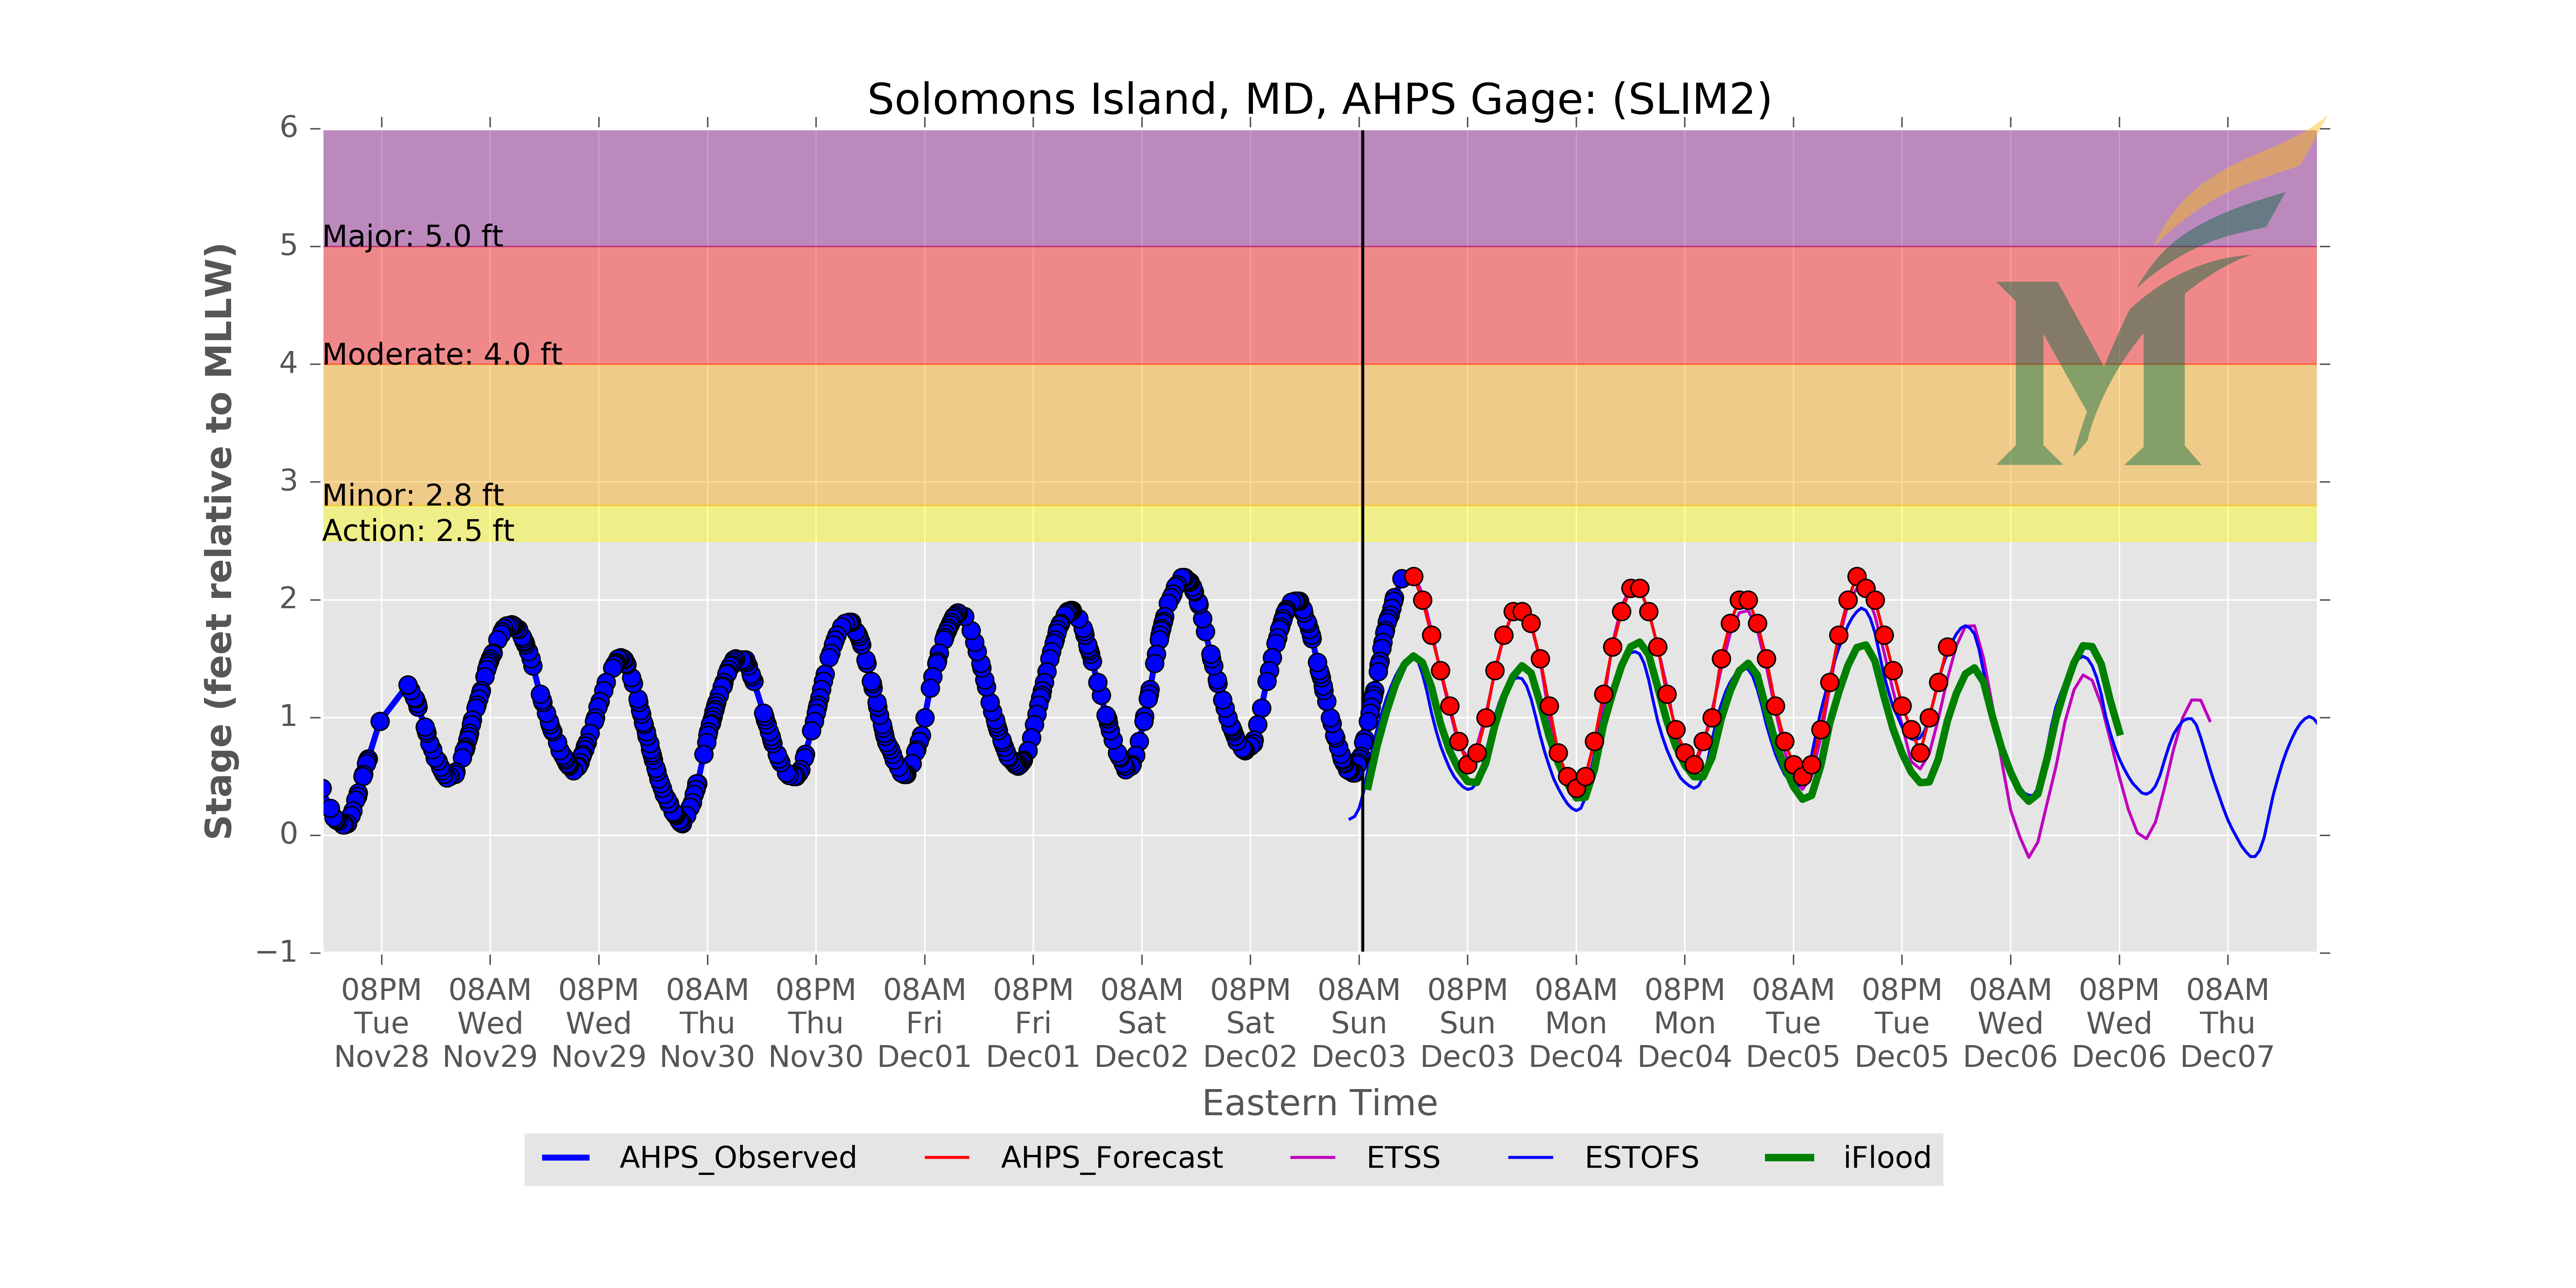 Solomons Island, MD, AHPS Gage: (SLIM2)
6
5
4
3
2
1
0
−1
Stage (feet relative to MLLW)
Major: 5.0 ft
Moderate: 4.0 ft
Minor: 2.8 ft
Action: 2.5 ft
M
08PM 08AM 08PM 08AM 08PM 08AM 08PM 08AM 08PM 08AM 08PM 08AM 08PM 08AM 08PM 08AM 08PM 08AM
Tue Wed Wed Thu Thu Fri Fri Sat Sat Sun Sun Mon Mon Tue Tue Wed Wed Thu
Nov28 Nov29 Nov29 Nov30 Nov30 Dec01 Dec01 Dec02 Dec02 Dec03 Dec03 Dec04 Dec04 Dec05 Dec05 Dec06 Dec06 Dec07
Eastern Time
AHPS_Observed AHPS_Forecast ETSS ESTOFS iFlood